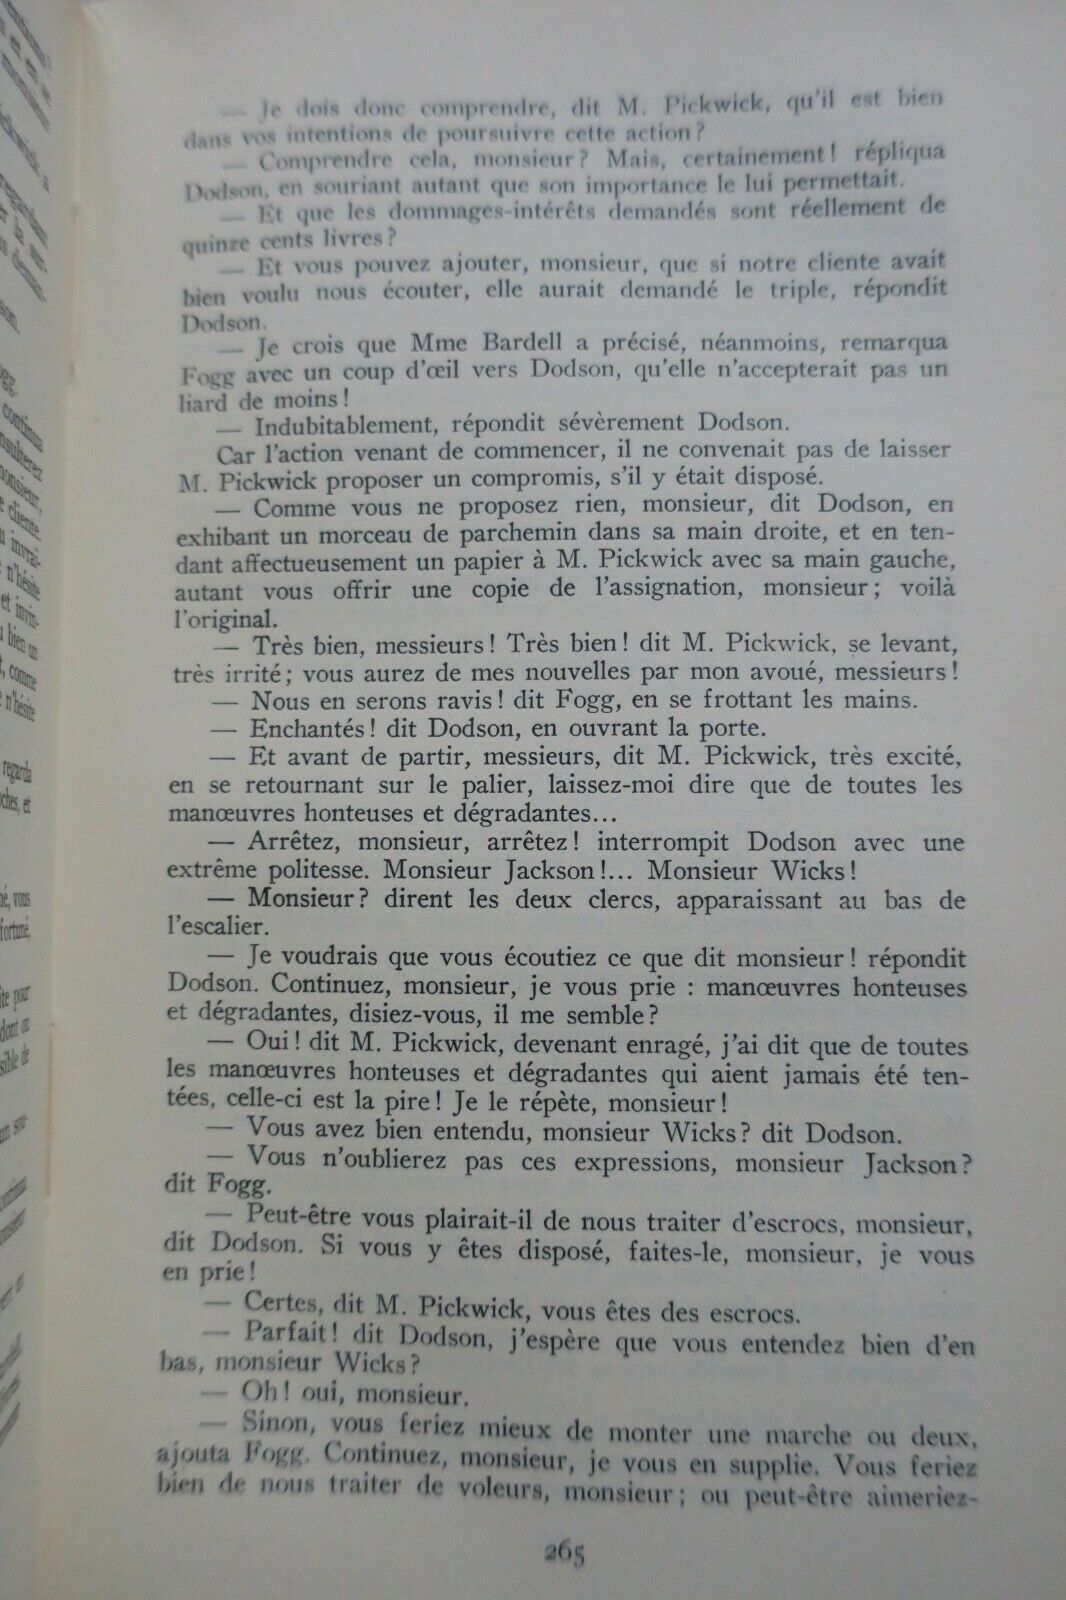 — Je dois donc comprendre, dit M. Pickwick, qu'il est bien
dans vos intentions de poursuivre cette action?
— Comprendre cela, monsieur? Mais, certainement! répliqua
Dodson, en souriant autant que son importance le lui permettait.
— Et que les dommages-intérêts demandés sont réellement de
quinze cents livres?
— Et vous pouvez ajouter, monsieur, que si notre cliente avait
bien voulu nous écouter, elle aurait demandé le triple, répondit
Dodson.
— Je crois que Mme Bardell a précisé, néanmoins, remarqua
Fogg avec un coup d'œil vers Dodson, qu'elle n'accepterait pas un
liard de moins!
— Indubitablement, répondit sévèrement Dodson.
Car l'action venant de commencer, il ne convenait pas de laisser
M. Pickwick proposer un compromis, s'il y était disposé.
— Comme vous ne proposez rien, monsieur, dit Dodson, en
exhibant un morceau de parchemin dans sa main droite, et en ten-
dant affectueusement un papier à M. Pickwick avec sa main gauche,
autant vous offrir une copie de l'assignation, monsieur; voilà
l'original.
— Très bien, messieurs! Très bien! dit M. Pickwick, se levant,
très irrité; vous aurez de mes nouvelles par mon avoué, messieurs!
— Nous en serons ravis! dit Fogg, en se frottant les mains.
— Enchantés! dit Dodson, en ouvrant la porte.
— Et avant de partir, messieurs, dit M. Pickwick, très excité,
en se retournant sur le palier, laissez-moi dire que de toutes les
manœuvres honteuses et dégradantes...
— Arrêtez, monsieur, arrêtez! interrompit Dodson avec une
extrême politesse. Monsieur Jackson!... Monsieur Wicks!
— Monsieur? dirent les deux clercs, apparaissant au bas de
l'escalier.
— Je voudrais que vous écoutiez ce que dit monsieur! répondit
Dodson. Continuez, monsieur, je vous prie : manœuvres honteuses
et dégradantes, disiez-vous, il me semble?
— Oui! dit M. Pickwick, devenant enragé, j'ai dit que de toutes
les manœuvres honteuses et dégradantes qui aient jamais été ten-
tées, celle-ci est la pire! Je le répète, monsieur!
— Vous avez bien entendu, monsieur Wicks? dit Dodson.
— Vous n'oublierez pas ces expressions, monsieur Jackson?
dit Fogg.
— Peut-être vous plairait-il de nous traiter d'escrocs, monsieur,
dit Dodson. Si vous y êtes disposé, faites-le, monsieur, je vous
en prie!
— Certes, dit M. Pickwick, vous êtes des escrocs.
— Parfait! dit Dodson, j'espère que vous entendez bien d'en
bas, monsieur Wicks?
— Oh! oui, monsieur.
— Sinon, vous feriez mieux de monter une marche ou deux,
ajouta Fogg. Continuez, monsieur, je vous en supplie. Vous feriez
bien de nous traiter de voleurs, monsieur; ou peut-être aimeriez-
265